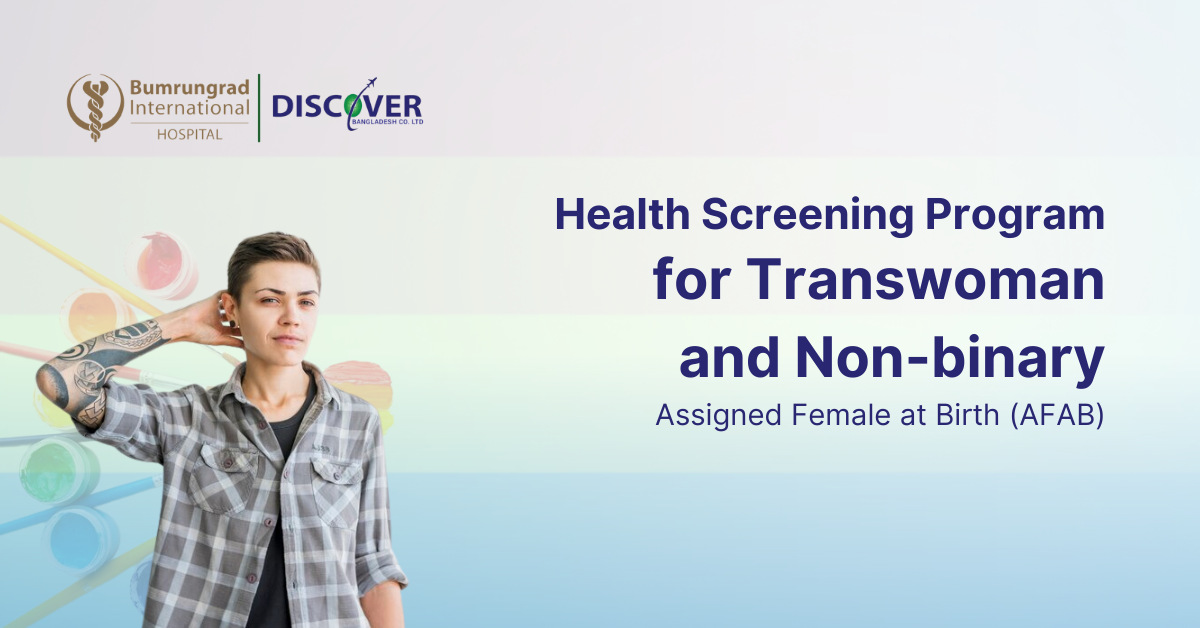 Bumrungrad
International
HOSPITAL
DISCOVER
BANGLADESH CO. LTD
Health Screening Program
for Transwoman
and Non-binary
Assigned Female at Birth (AFAB)